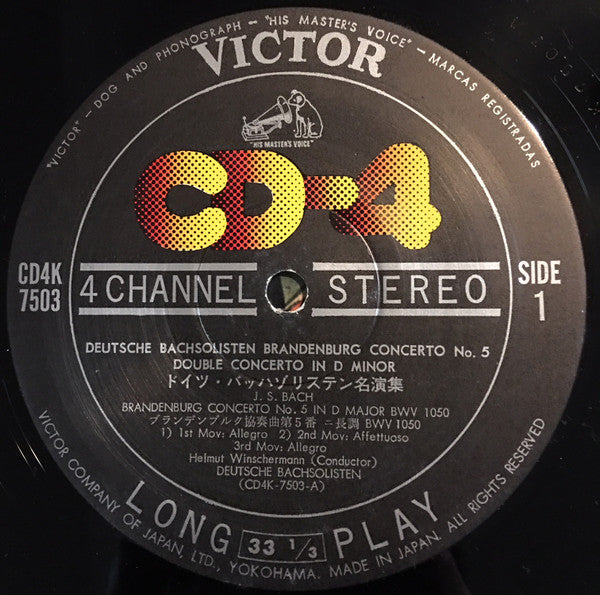 "VICTOR" — DOG AND PHONOGRAPH — "HIS MASTER'S VOICE" — MARCAS REGISTRADAS
VICTOR
"HIS MASTER'S VOICE"
CD-4
CD4K
7503
4 CHANNEL
STEREO
SIDE
1
DEUTSCHE BACHSOLISTEN BRANDENBURG CONCERTO No. 5
DOUBLE CONCERTO IN D MINOR
ドイツ・バッハゾリステン名演集
J. S. BACH
BRANDENBURG CONCERTO No. 5 IN D MAJOR BWV 1050
ブランデンブルク協奏曲第5番 ニ長調 BWV 1050
1) 1st Mov: Allegro  2) 2nd Mov: Affettuoso
3rd Mov: Allegro
Helmut Winschermann (Conductor)
DEUTSCHE BACHSOLISTEN
(CD4K-7503-A)
LONG 33 1/3 PLAY
VICTOR COMPANY OF JAPAN, LTD., YOKOHAMA. MADE IN JAPAN. ALL RIGHTS RESERVED